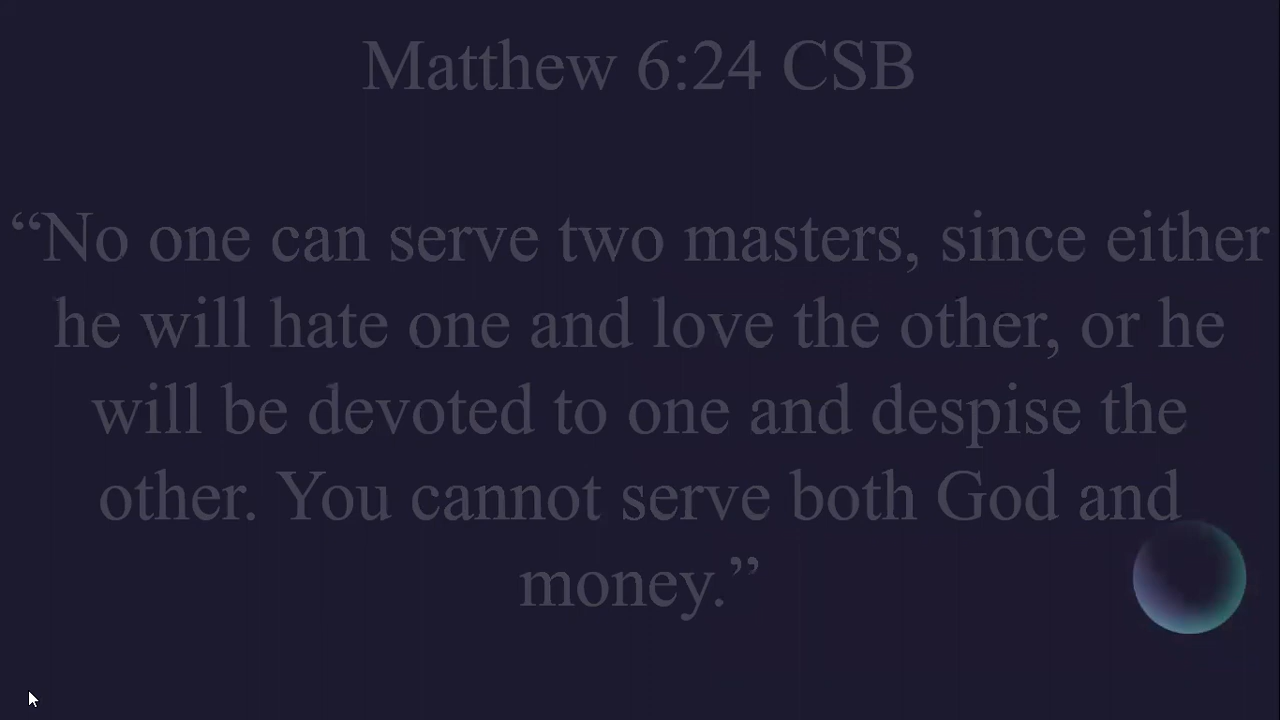 Matthew 6:24 CSB
“No one can serve two masters, since either
he will hate one and love the other, or he
will be devoted to one and despise the
other. You cannot serve both God and
money.”